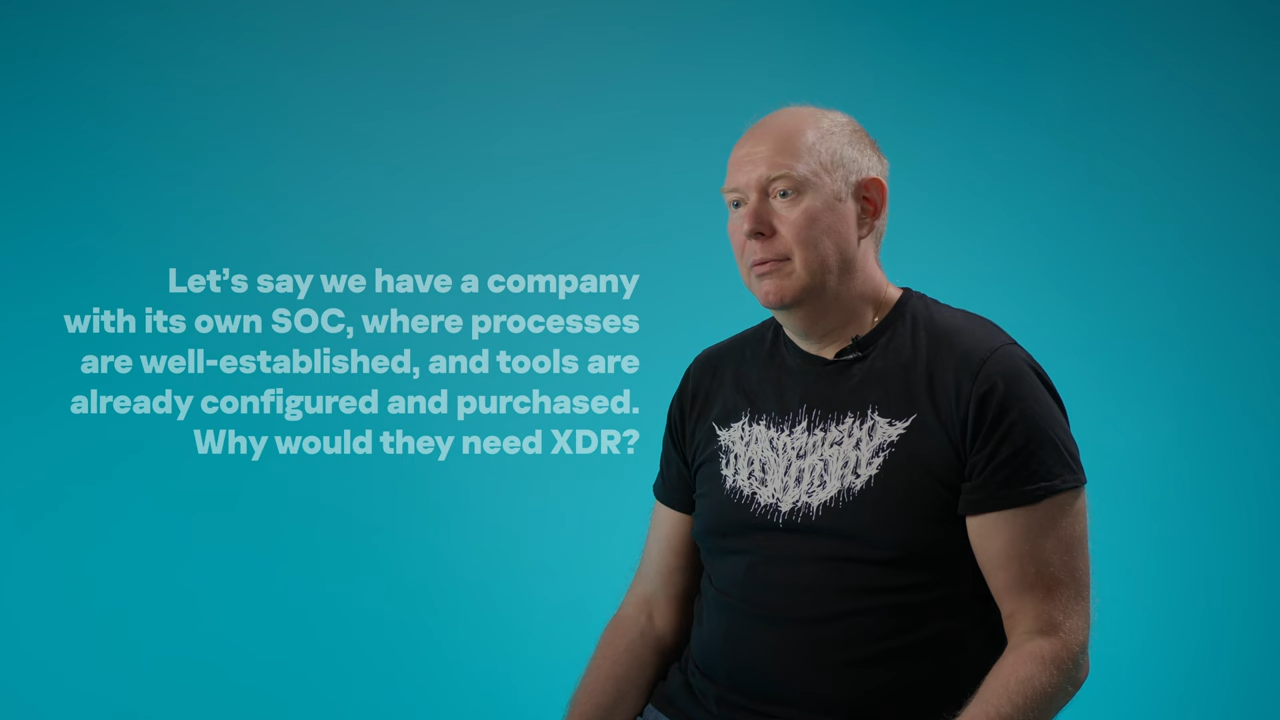 Let’s say we have a company
with its own SOC, where processes
are well-established, and tools are
already configured and purchased.
Why would they need XDR?